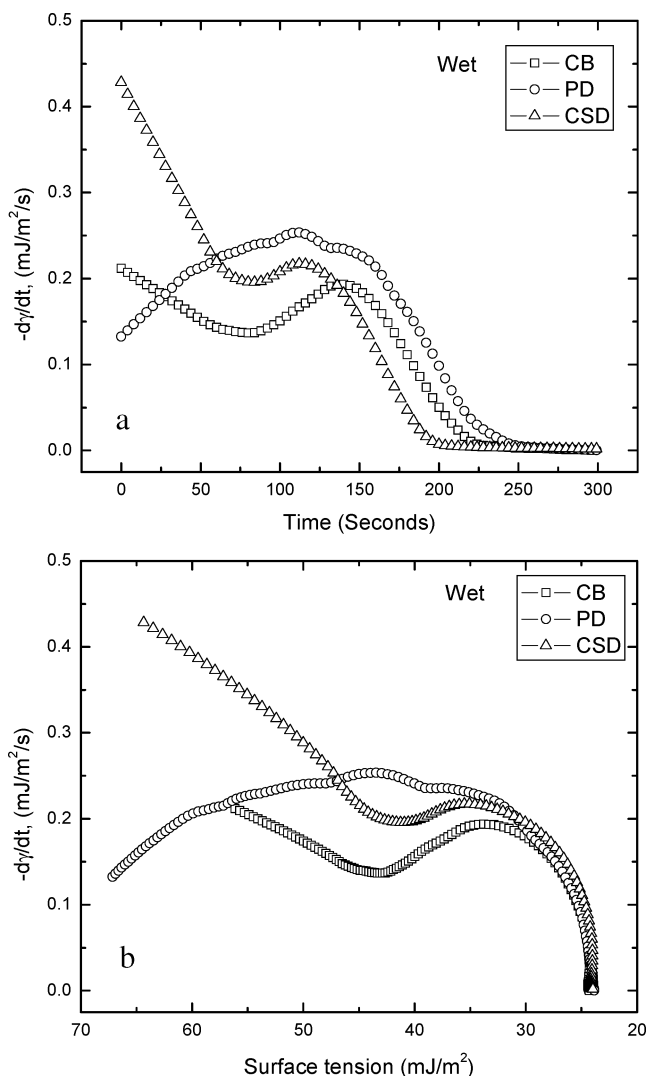 0.5
0.4
0.3
0.2
0.1
0.0
-dγ/dt, (mJ/m²/s)
Wet
CB
PD
CSD
a
0 50 100 150 200 250 300
Time (Seconds)
0.5
0.4
0.3
0.2
0.1
0.0
-dγ/dt, (mJ/m²/s)
Wet
CB
PD
CSD
b
70 60 50 40 30 20
Surface tension (mJ/m²)